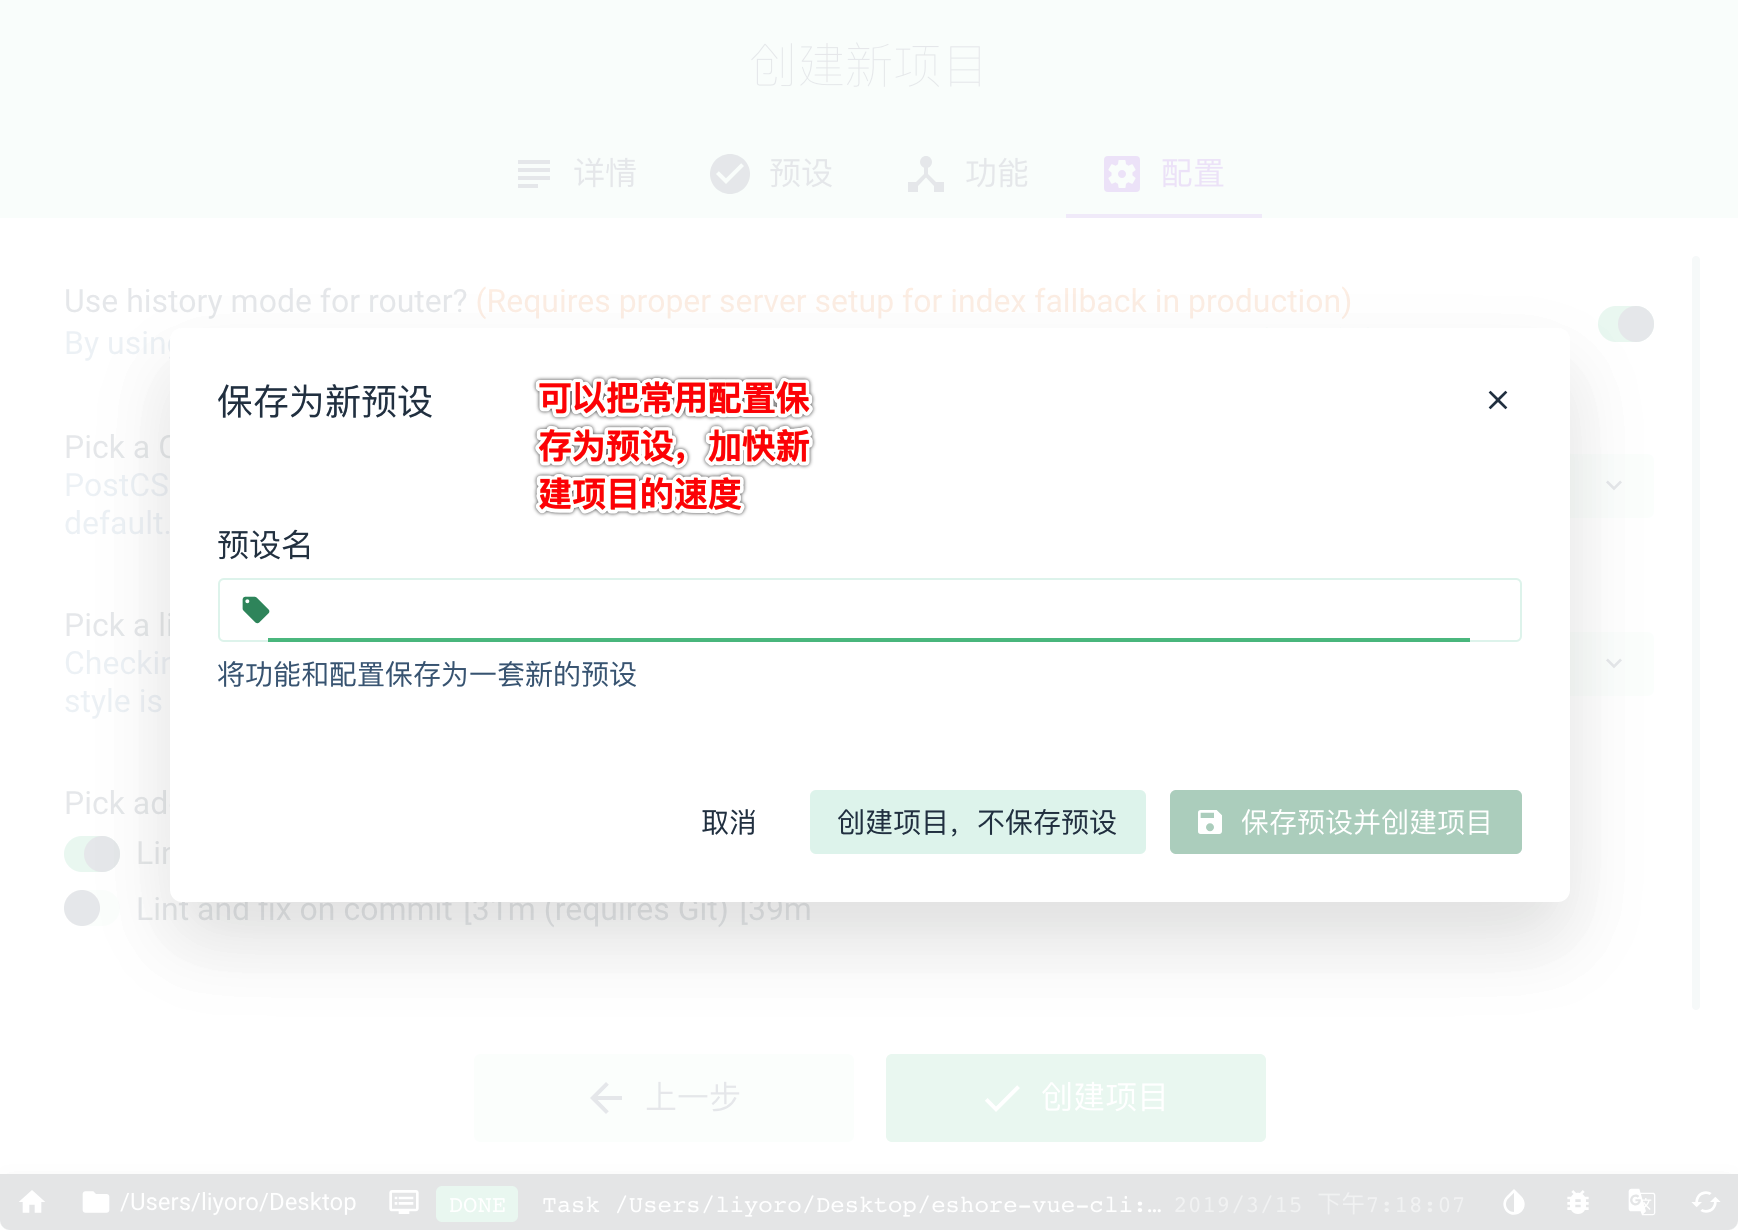 创建新项目
详情
预设
功能
配置
Use history mode for router? (Requires proper server setup for index fallback in production)
By using
保存为新预设
可以把常用配置保
存为预设，加快新
建项目的速度
Pick a C
PostCS
default.
预设名
将功能和配置保存为一套新的预设
Pick a li
Checkin
style is
Pick ad
取消
创建项目，不保存预设
保存预设并创建项目
Lin
Lint and fix on commit [31m (requires Git) [39m
上一步
创建项目
/Users/liyoro/Desktop
DONE
Task /Users/liyoro/Desktop/eshore-vue-cli:…
2019/3/15 下午7:18:07